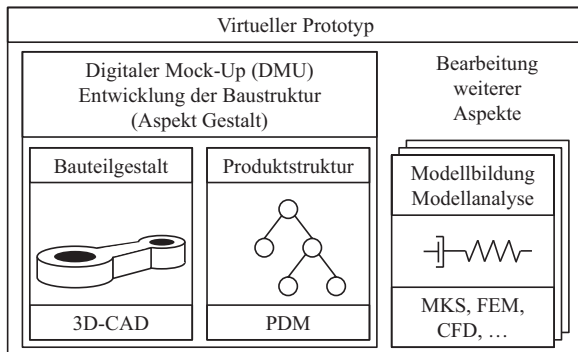 Virtueller Prototyp
Digitaler Mock-Up (DMU)
Entwicklung der Baustruktur
(Aspekt Gestalt)
Bearbeitung
weiterer
Aspekte
Bauteilgestalt
Produktstruktur
Modellbildung
Modellanalyse
3D-CAD
PDM
MKS, FEM,
CFD, …